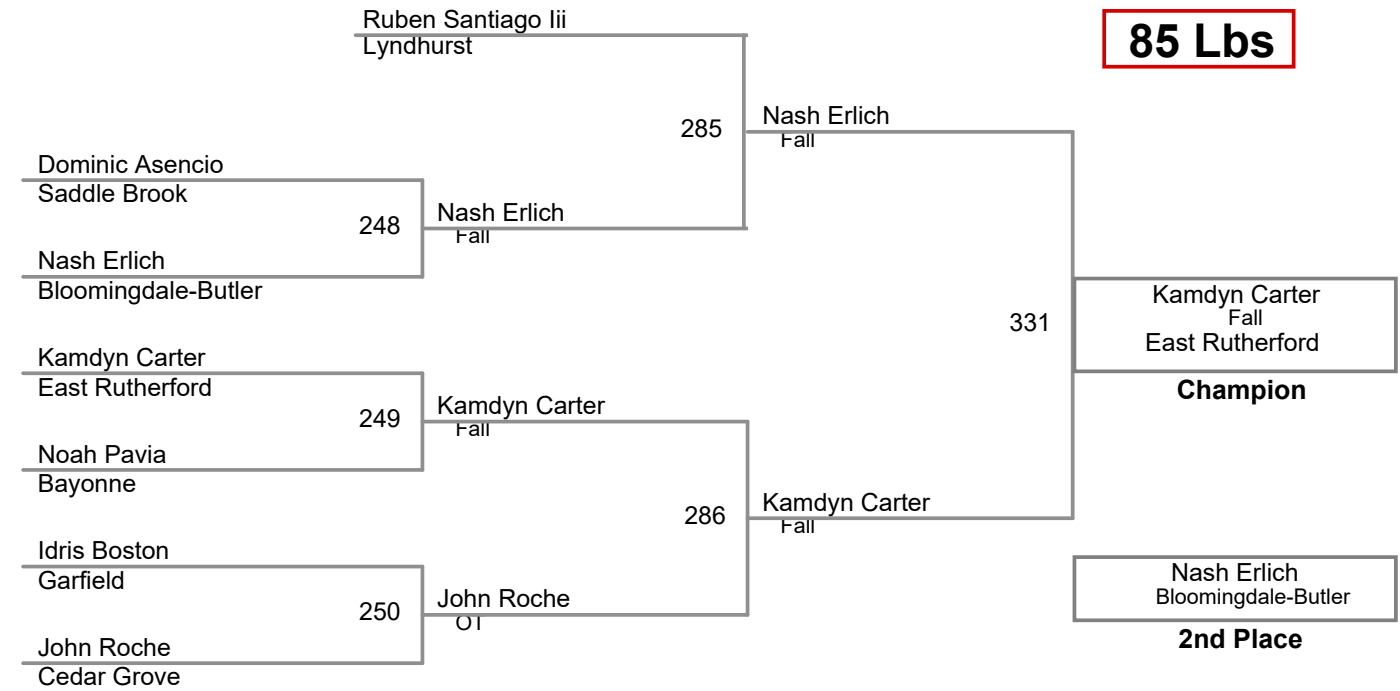 Ruben Santiago Iii
Lyndhurst
85 Lbs
285
Nash Erlich
Fall
Dominic Asencio
Saddle Brook
248
Nash Erlich
Fall
Nash Erlich
Bloomingdale-Butler
331
Kamdyn Carter
Fall
East Rutherford
Champion
Kamdyn Carter
East Rutherford
249
Kamdyn Carter
Fall
Noah Pavia
Bayonne
286
Kamdyn Carter
Fall
Idris Boston
Garfield
250
John Roche
OT
John Roche
Cedar Grove
Nash Erlich
Bloomingdale-Butler
2nd Place